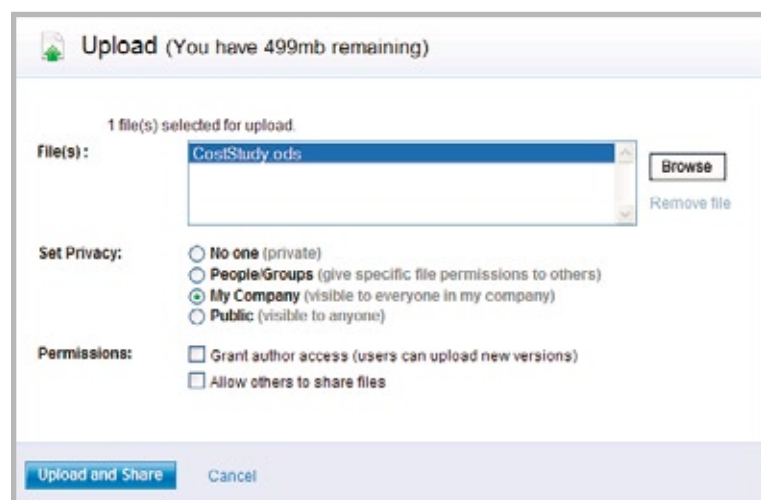 Upload (You have 499mb remaining)
1 file(s) selected for upload.
File(s) :
CostStudy.ods
Browse
Remove file
Set Privacy:
No one (private)
People/Groups (give specific file permissions to others)
My Company (visible to everyone in my company)
Public (visible to anyone)
Permissions:
Grant author access (users can upload new versions)
Allow others to share files
Upload and Share
Cancel